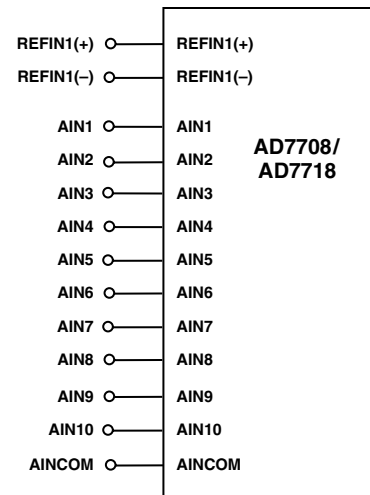 REFIN1(+) REFIN1(+)
REFIN1(–) REFIN1(–)
AIN1 AIN1
AD7708/
AD7718
AIN2 AIN2
AIN3 AIN3
AIN4 AIN4
AIN5 AIN5
AIN6 AIN6
AIN7 AIN7
AIN8 AIN8
AIN9 AIN9
AIN10 AIN10
AINCOM AINCOM